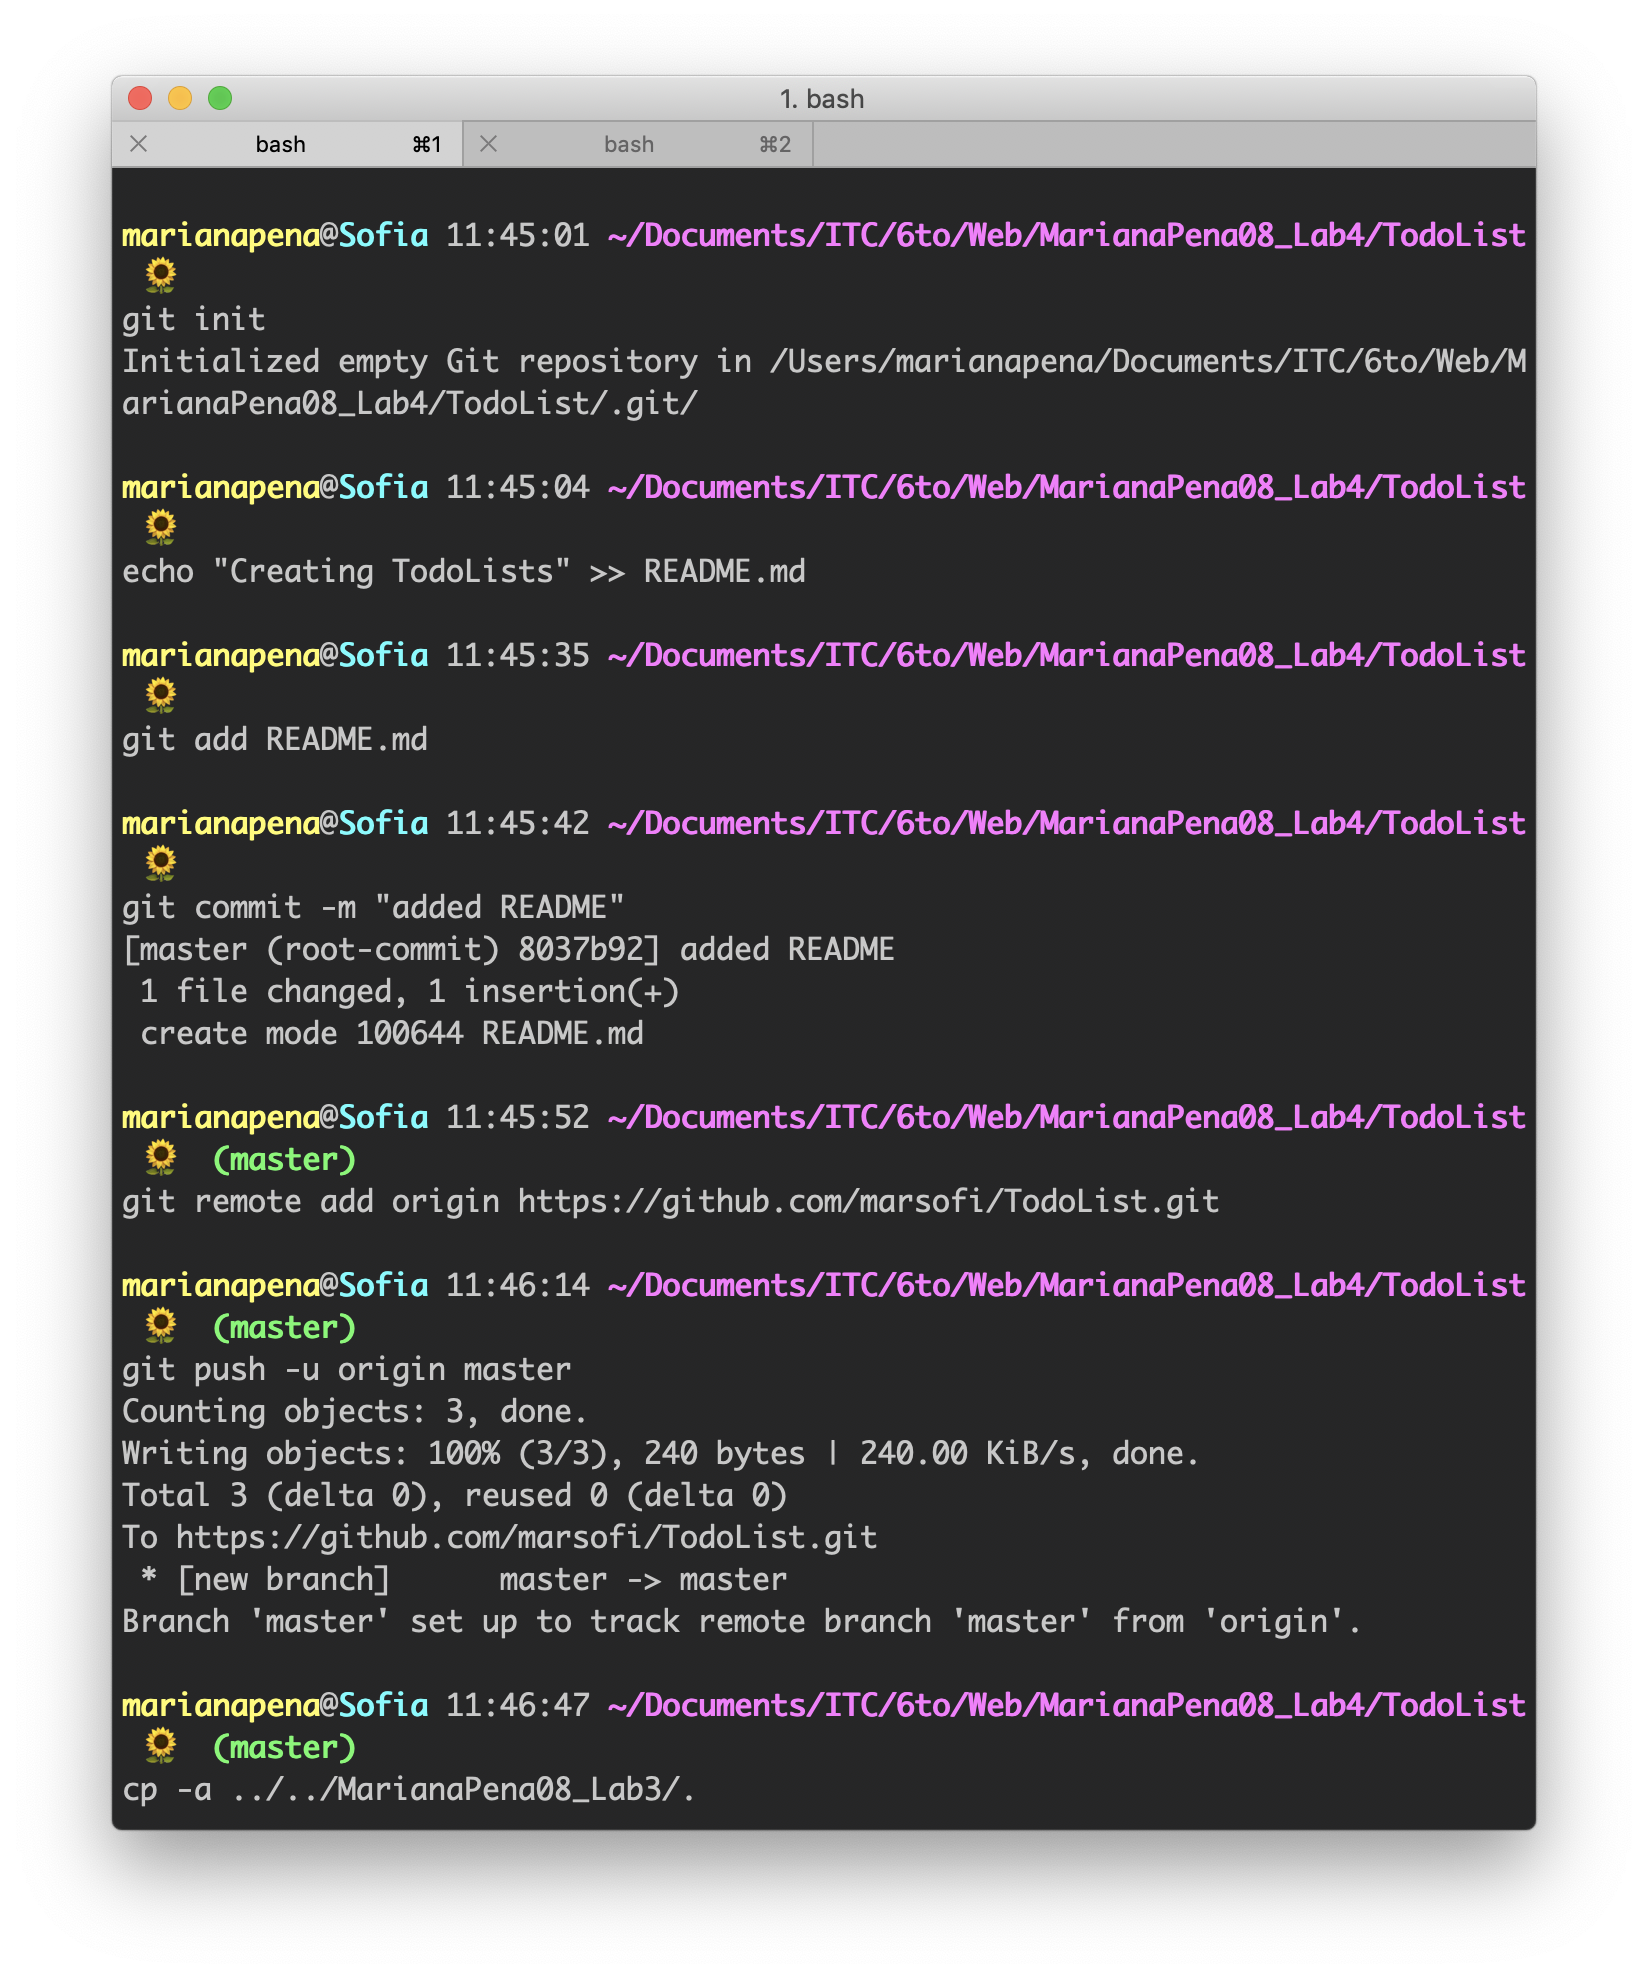 1. bash
bash ⌘1 bash ⌘2
marianapena@Sofia 11:45:01 ~/Documents/ITC/6to/Web/MarianaPena08_Lab4/TodoList
🌻
git init
Initialized empty Git repository in /Users/marianapena/Documents/ITC/6to/Web/M
arianaPena08_Lab4/TodoList/.git/
marianapena@Sofia 11:45:04 ~/Documents/ITC/6to/Web/MarianaPena08_Lab4/TodoList
🌻
echo "Creating TodoLists" >> README.md
marianapena@Sofia 11:45:35 ~/Documents/ITC/6to/Web/MarianaPena08_Lab4/TodoList
🌻
git add README.md
marianapena@Sofia 11:45:42 ~/Documents/ITC/6to/Web/MarianaPena08_Lab4/TodoList
🌻
git commit -m "added README"
[master (root-commit) 8037b92] added README
 1 file changed, 1 insertion(+)
 create mode 100644 README.md
marianapena@Sofia 11:45:52 ~/Documents/ITC/6to/Web/MarianaPena08_Lab4/TodoList
🌻 (master)
git remote add origin https://github.com/marsofi/TodoList.git
marianapena@Sofia 11:46:14 ~/Documents/ITC/6to/Web/MarianaPena08_Lab4/TodoList
🌻 (master)
git push -u origin master
Counting objects: 3, done.
Writing objects: 100% (3/3), 240 bytes | 240.00 KiB/s, done.
Total 3 (delta 0), reused 0 (delta 0)
To https://github.com/marsofi/TodoList.git
 * [new branch]      master -> master
Branch 'master' set up to track remote branch 'master' from 'origin'.
marianapena@Sofia 11:46:47 ~/Documents/ITC/6to/Web/MarianaPena08_Lab4/TodoList
🌻 (master)
cp -a ../../MarianaPena08_Lab3/.